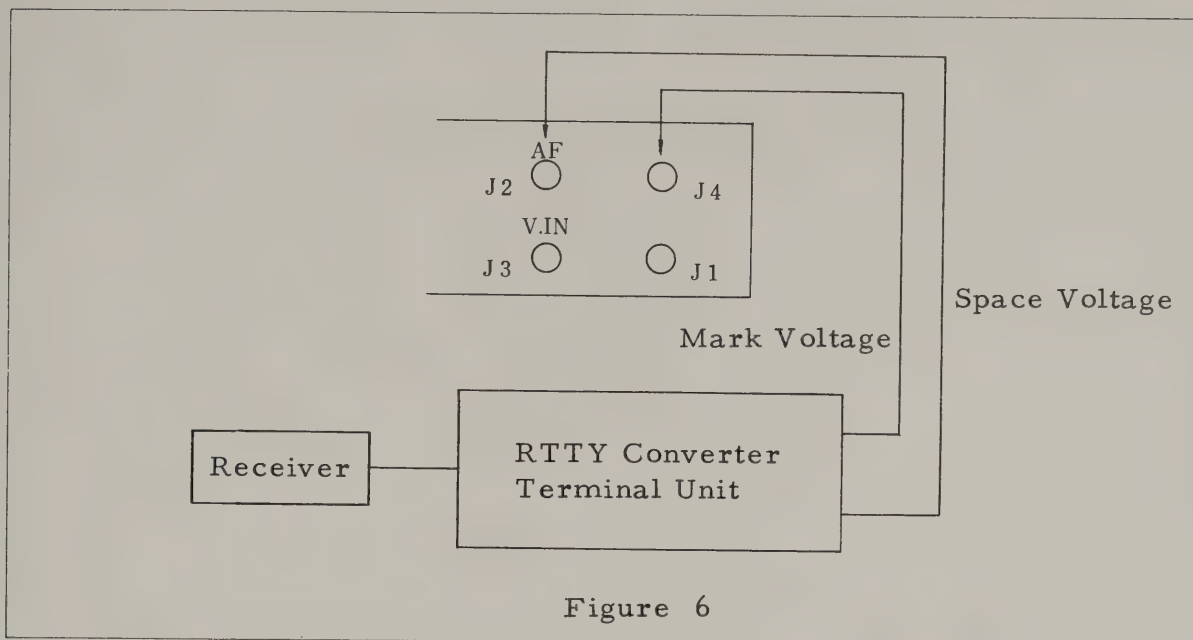 AF
J2
J4
V.IN
J3
J1
Space Voltage
Mark Voltage
Receiver
RTTY Converter
Terminal Unit
Figure 6